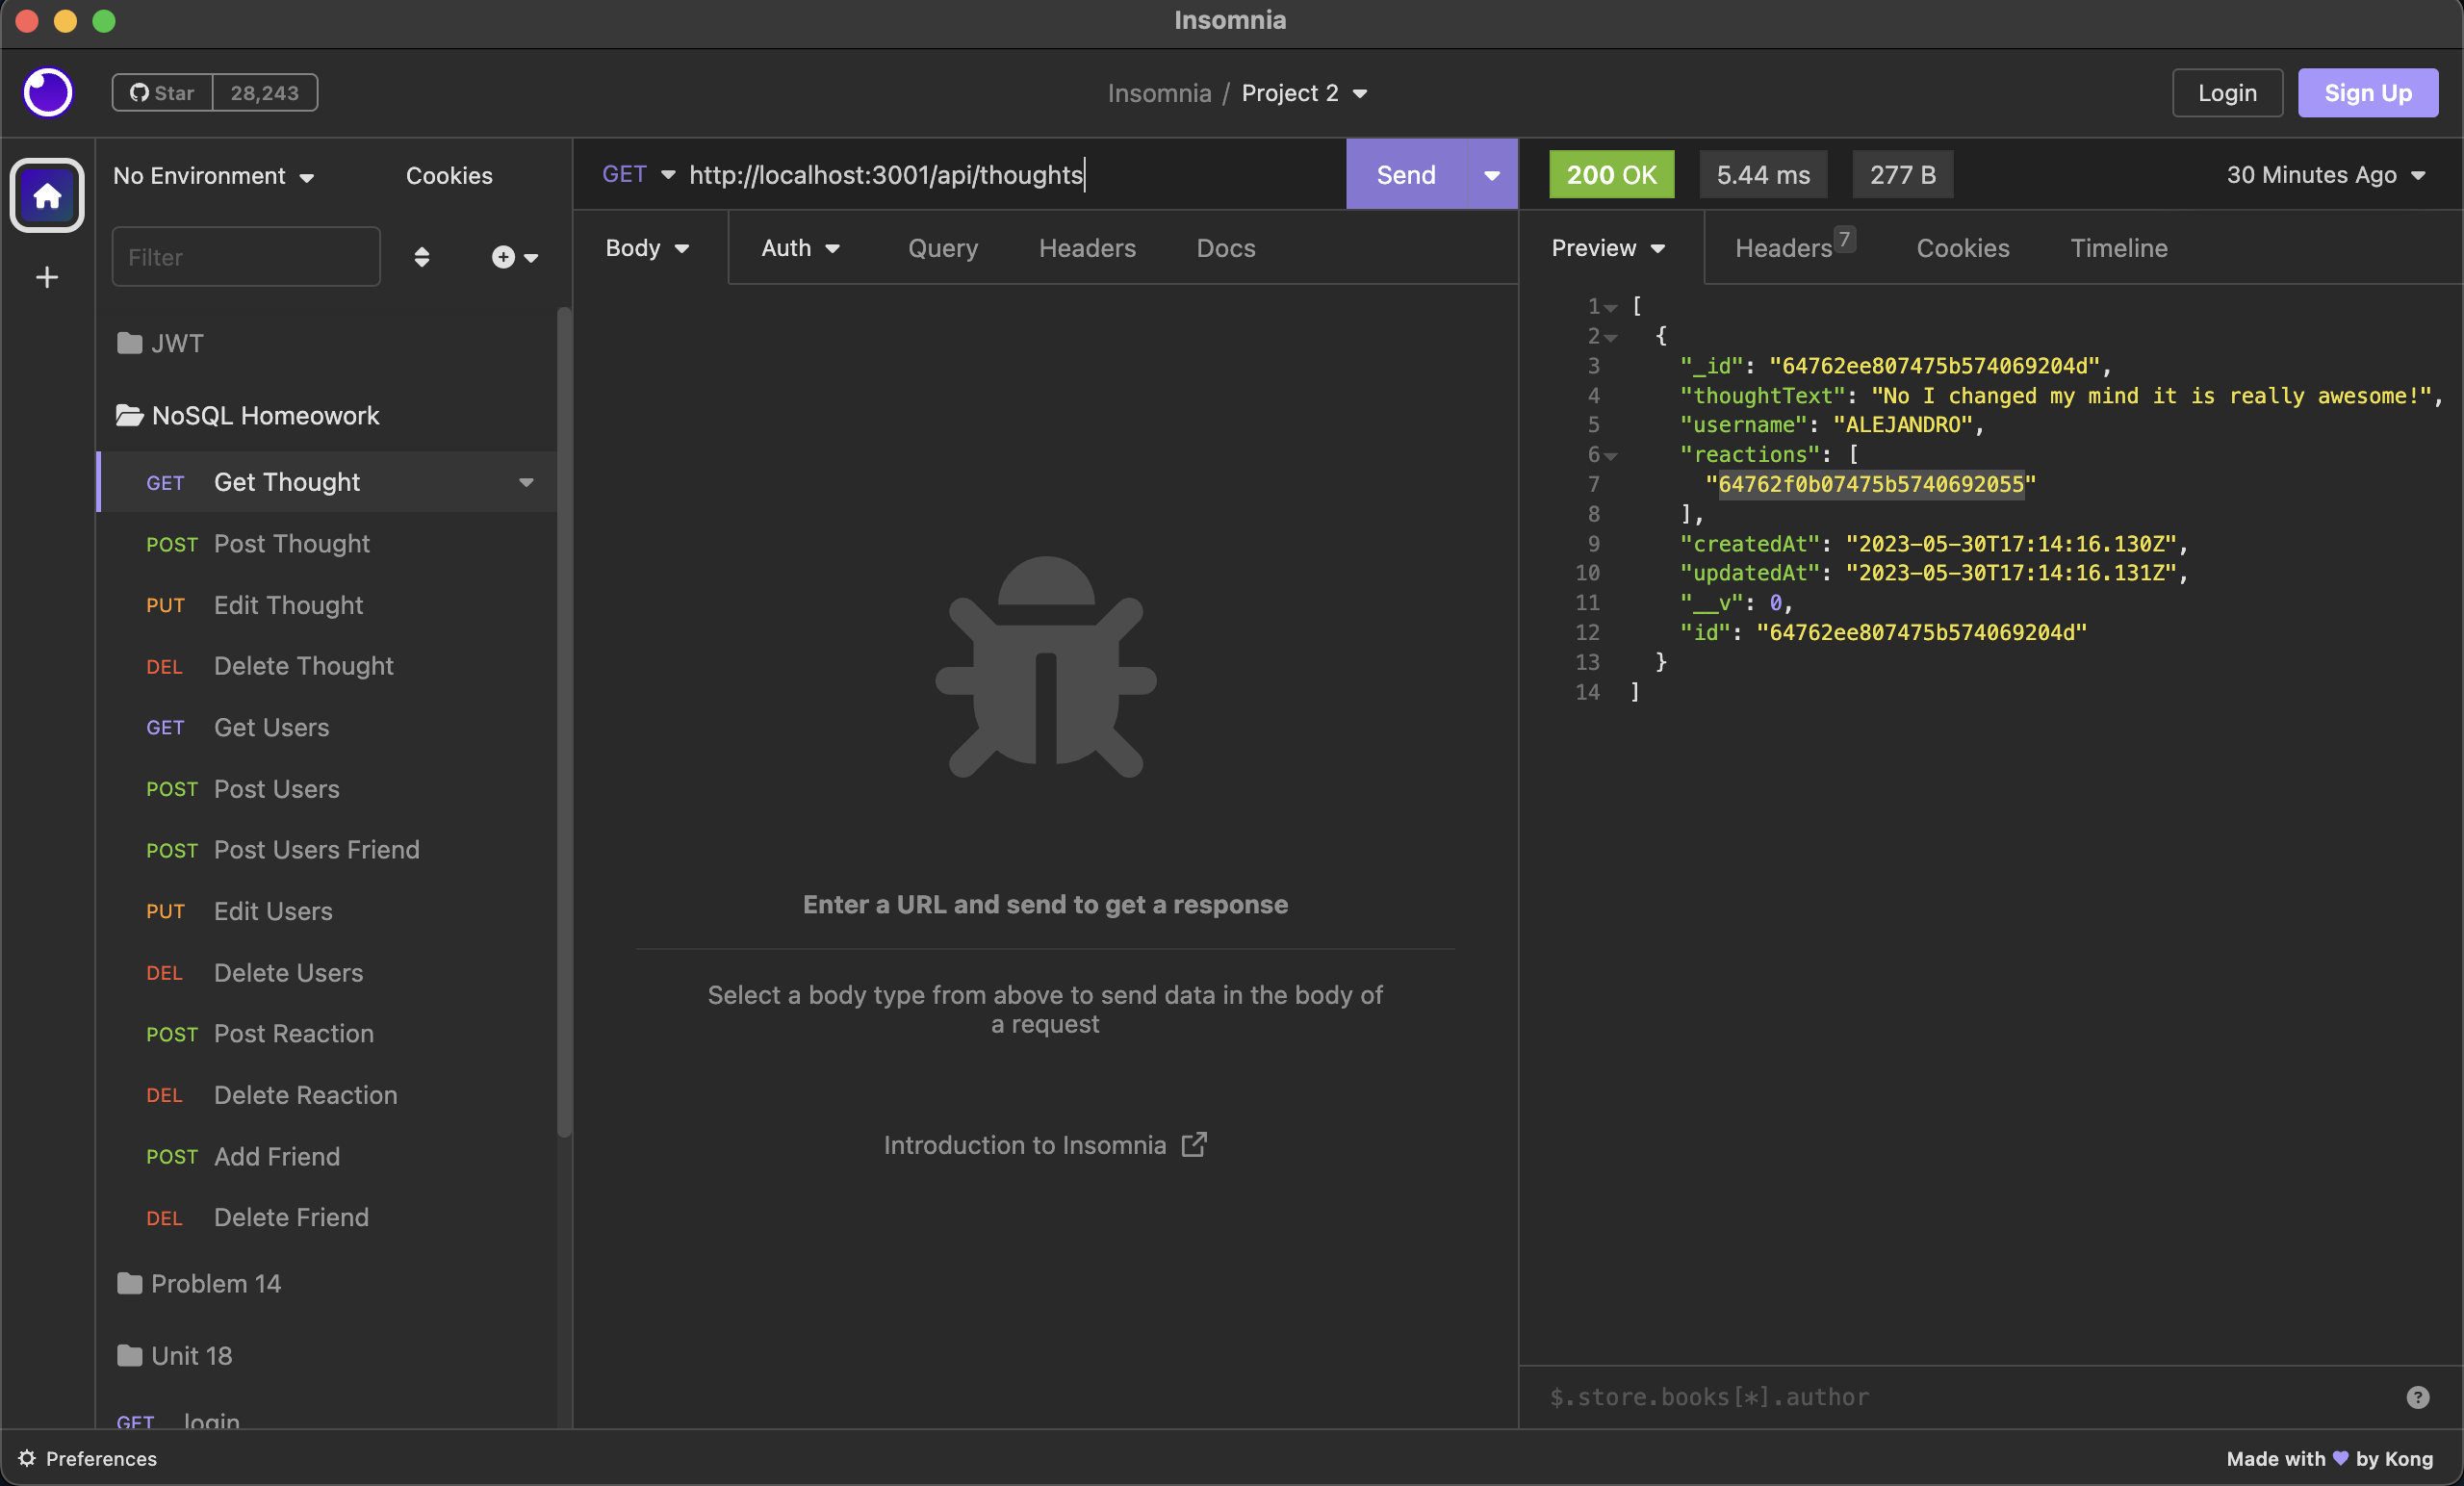 Insomnia
Star 28,243
Insomnia / Project 2
Login
Sign Up
No Environment
Cookies
Filter
JWT
NoSQL Homeowork
GET Get Thought
POST Post Thought
PUT Edit Thought
DEL Delete Thought
GET Get Users
POST Post Users
POST Post Users Friend
PUT Edit Users
DEL Delete Users
POST Post Reaction
DEL Delete Reaction
POST Add Friend
DEL Delete Friend
Problem 14
Unit 18
GET login
Preferences
GET http://localhost:3001/api/thoughts
Send
Body Auth Query Headers Docs
Enter a URL and send to get a response
Select a body type from above to send data in the body of
a request
Introduction to Insomnia
200 OK 5.44 ms 277 B 30 Minutes Ago
Preview Headers 7 Cookies Timeline
1 [
2 {
3 "_id": "64762ee807475b574069204d",
4 "thoughtText": "No I changed my mind it is really awesome!",
5 "username": "ALEJANDRO",
6 "reactions": [
7 "64762f0b07475b5740692055"
8 ],
9 "createdAt": "2023-05-30T17:14:16.130Z",
10 "updatedAt": "2023-05-30T17:14:16.131Z",
11 "__v": 0,
12 "id": "64762ee807475b574069204d"
13 }
14 ]
$.store.books[*].author
?
Made with by Kong